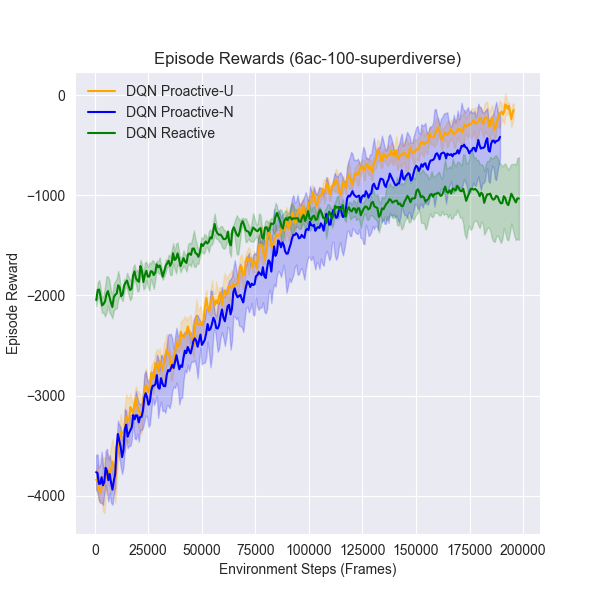 Episode Rewards (6ac-100-superdiverse)
DQN Proactive-U
DQN Proactive-N
DQN Reactive
0
−1000
−2000
−3000
−4000
Episode Reward
0
25000
50000
75000
100000
125000
150000
175000
200000
Environment Steps (Frames)